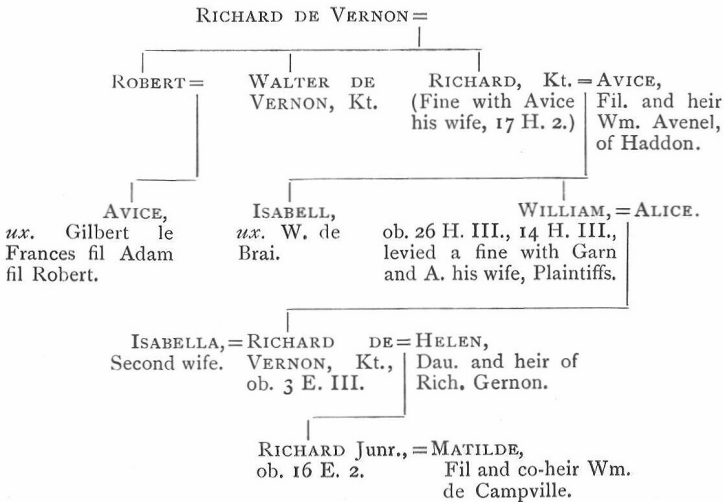 RICHARD DE VERNON=
ROBERT=
WALTER DE
VERNON, Kt.
RICHARD, Kt. = AVICE,
(Fine with Avice
his wife, 17 H. 2.)
Fil. and heir
Wm. Avenel,
of Haddon.
AVICE,
ux. Gilbert le
Frances fil Adam
fil Robert.
ISABELL,
ux. W. de
Brai.
WILLIAM, = ALICE.
ob. 26 H. III., 14 H. III.,
levied a fine with Garn
and A. his wife, Plaintiffs.
ISABELLA, = RICHARD DE = HELEN,
Second wife.
VERNON, Kt.,
ob. 3 E. III.
Dau. and heir of
Rich. Gernon.
RICHARD Junr., = MATILDE,
ob. 16 E. 2.
Fil and co-heir Wm.
de Campville.